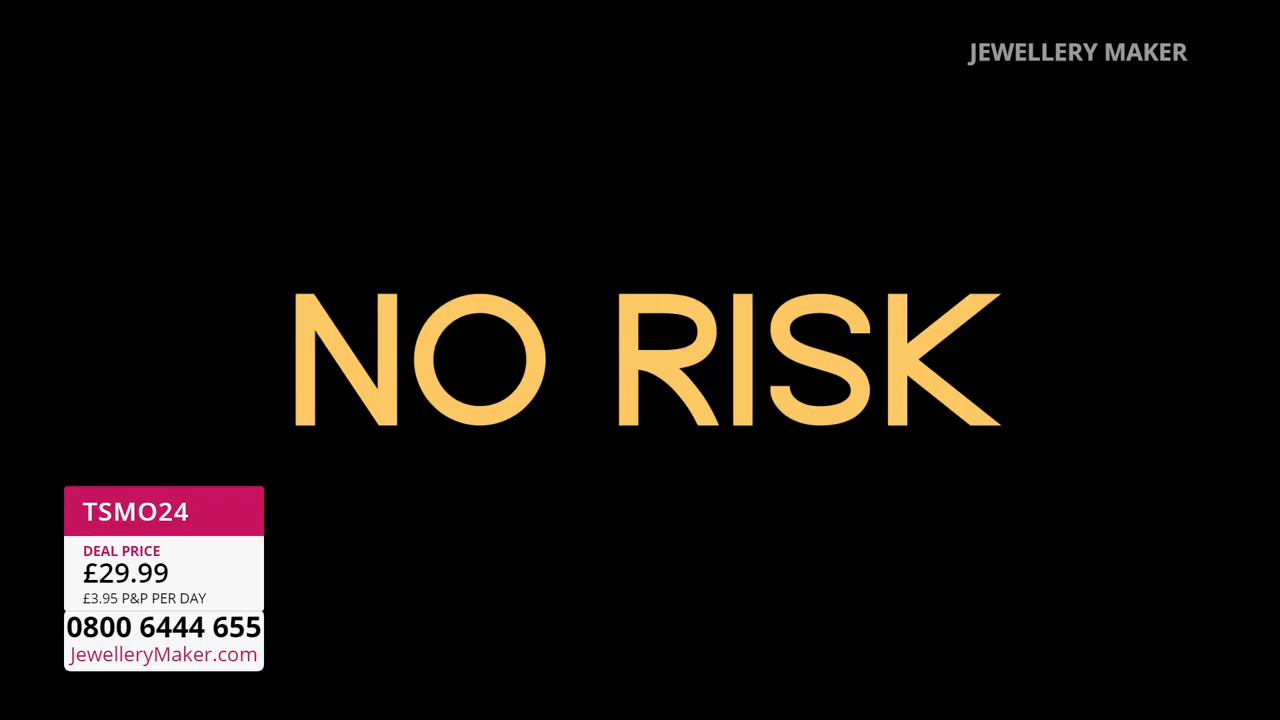 JEWELLERY MAKER
NO RISK
TSMO24
DEAL PRICE
£29.99
£3.95 P&P PER DAY
0800 6444 655
JewelleryMaker.com